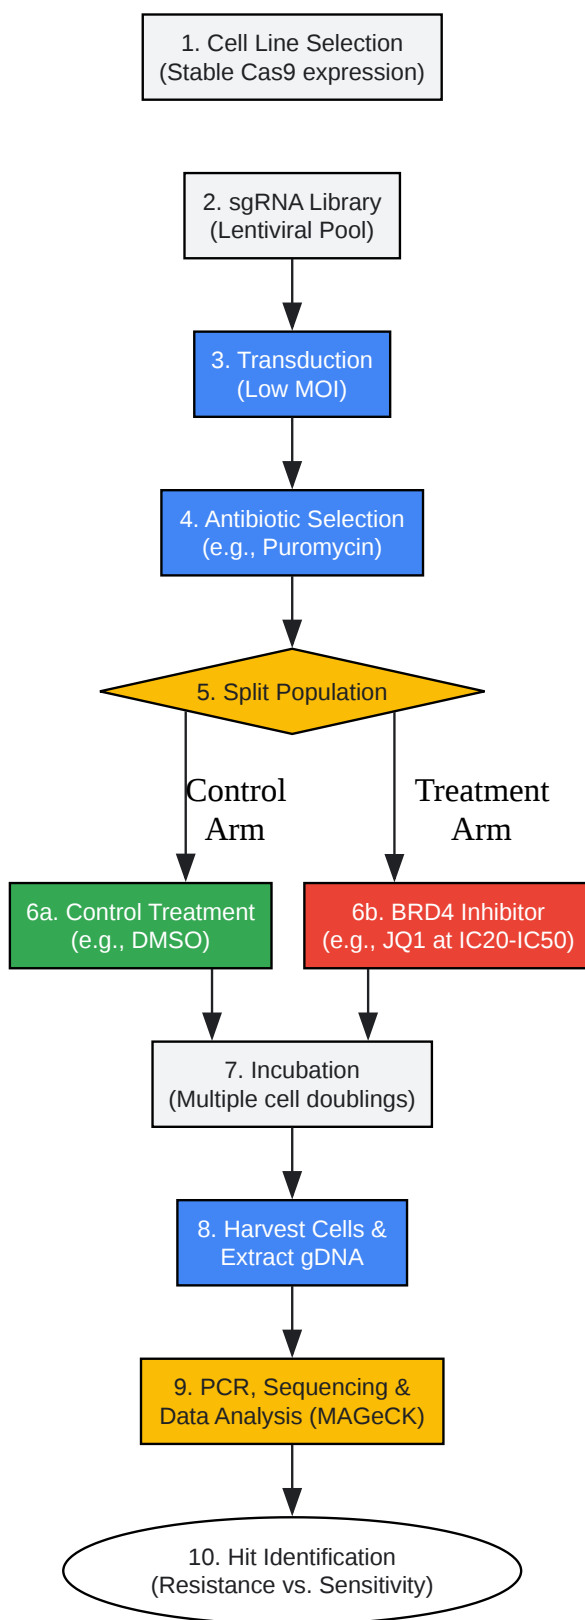 1. Cell Line Selection
(Stable Cas9 expression)
2. sgRNA Library
(Lentiviral Pool)
3. Transduction
(Low MOI)
4. Antibiotic Selection
(e.g., Puromycin)
5. Split Population
Control
Arm
Treatment
Arm
6a. Control Treatment
(e.g., DMSO)
6b. BRD4 Inhibitor
(e.g., JQ1 at IC20-IC50)
7. Incubation
(Multiple cell doublings)
8. Harvest Cells &
Extract gDNA
9. PCR, Sequencing &
Data Analysis (MAGeCK)
10. Hit Identification
(Resistance vs. Sensitivity)